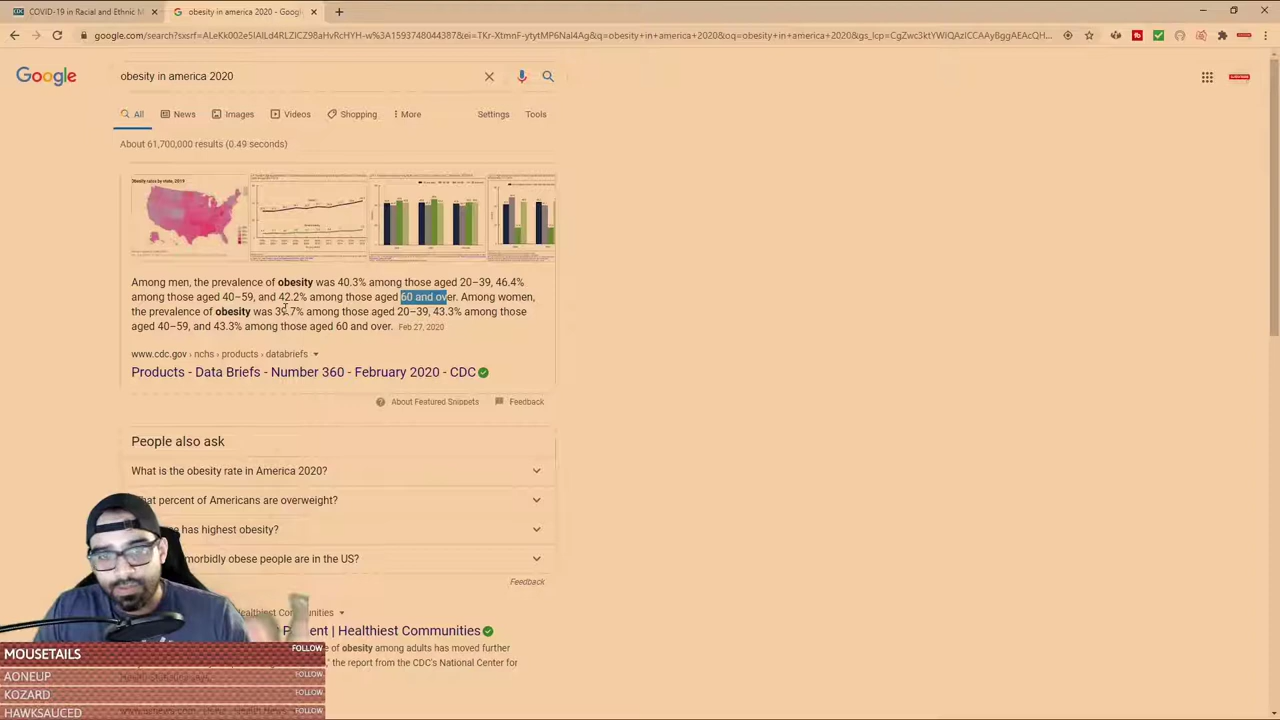 COVID-19 in Racial and Ethnic M
obesity in america 2020 - Googl
Google
obesity in america 2020
All
News
Images
Videos
Shopping
More
Settings
Tools
About 61,700,000 results (0.49 seconds)
Among men, the prevalence of obesity was 40.3% among those aged 20–39, 46.4%
among those aged 40–59, and 42.2% among those aged 60 and over. Among women,
the prevalence of obesity was 39.7% among those aged 20–39, 43.3% among those
aged 40–59, and 43.3% among those aged 60 and over. Feb 27, 2020
www.cdc.gov › nchs › products › databriefs
Products - Data Briefs - Number 360 - February 2020 - CDC
About Featured Snippets
Feedback
People also ask
What is the obesity rate in America 2020?
hat percent of Americans are overweight?
has highest obesity?
morbidly obese people are in the US?
Feedback
Healthiest Communities
| Healthiest Communities
of obesity among adults has moved further
the report from the CDC's National Center for
MOUSETAILS
FOLLOW
AONEUP
FOLLOW
KOZARD
FOLLOW
HAWKSAUCED
FOLLOW